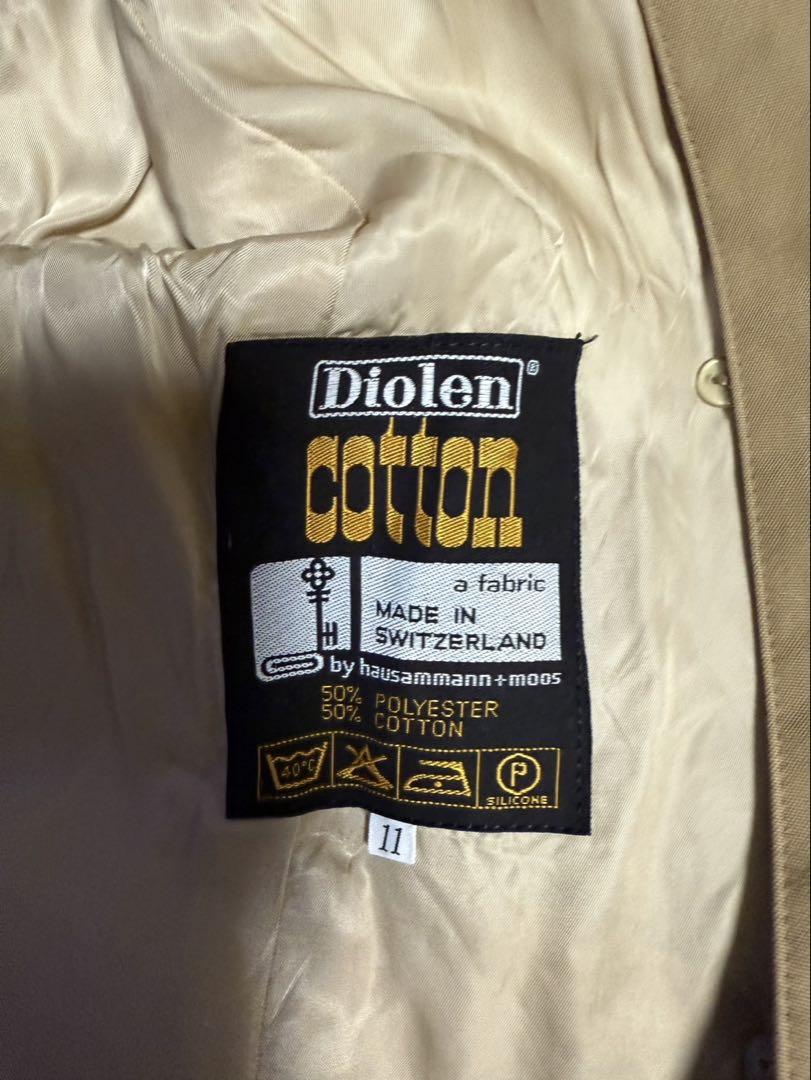 Diolen®
cotton
a fabric
MADE IN
SWITZERLAND
by hausammann+moos
50% POLYESTER
50% COTTON
40°C
P
SILICONE
11